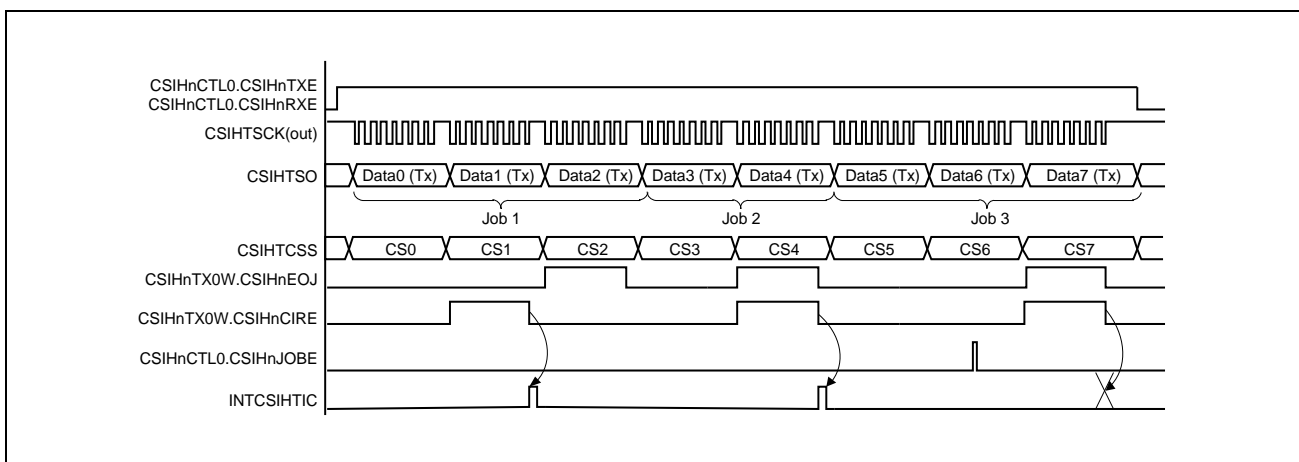 CSIHnCTL0.CSIHnTXE
CSIHnCTL0.CSIHnRXE
CSIHTSCK(out)
CSIHTSO
Data0 (Tx) Data1 (Tx) Data2 (Tx) Data3 (Tx) Data4 (Tx) Data5 (Tx) Data6 (Tx) Data7 (Tx)
Job 1 Job 2 Job 3
CSIHTCSS
CS0 CS1 CS2 CS3 CS4 CS5 CS6 CS7
CSIHnTX0W.CSIHnEOJ
CSIHnTX0W.CSIHnCIRE
CSIHnCTL0.CSIHnJOBE
INTCSIHTIC